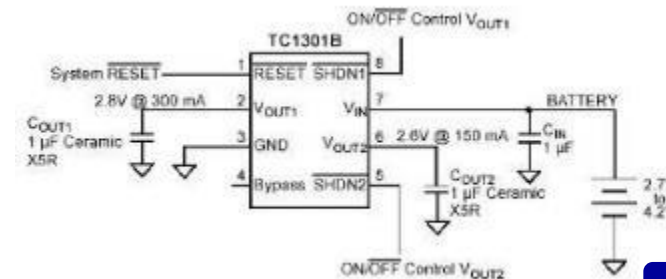 ON/OFF Control VOUT1
TC1301B
System RESET
1
RESET
SHDN1
8
2.8V @ 300 mA
2
VOUT1
VIN
7
BATTERY
COUT1
1 µF Ceramic
X5R
3
GND
VOUT2
6
2.6V @ 150 mA
CIN
1 µF
4
Bypass
SHDN2
5
COUT2
1 µF Ceramic
X5R
2.7
to
4.2
ON/OFF Control VOUT2